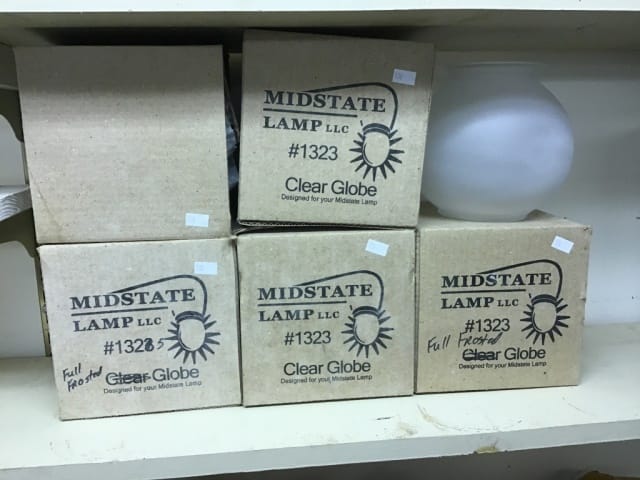 MIDSTATE
LAMP LLC
#1323
Clear Globe
Designed for your Midstate Lamp
MIDSTATE
LAMP LLC
#1325
Full
Frosted
Clear Globe
Designed for your Midstate Lamp
MIDSTATE
LAMP LLC
#1323
Clear Globe
Designed for your Midstate Lamp
MIDSTATE
LAMP LLC
#1323
Full Frosted
Clear Globe
Designed for your Midstate Lamp